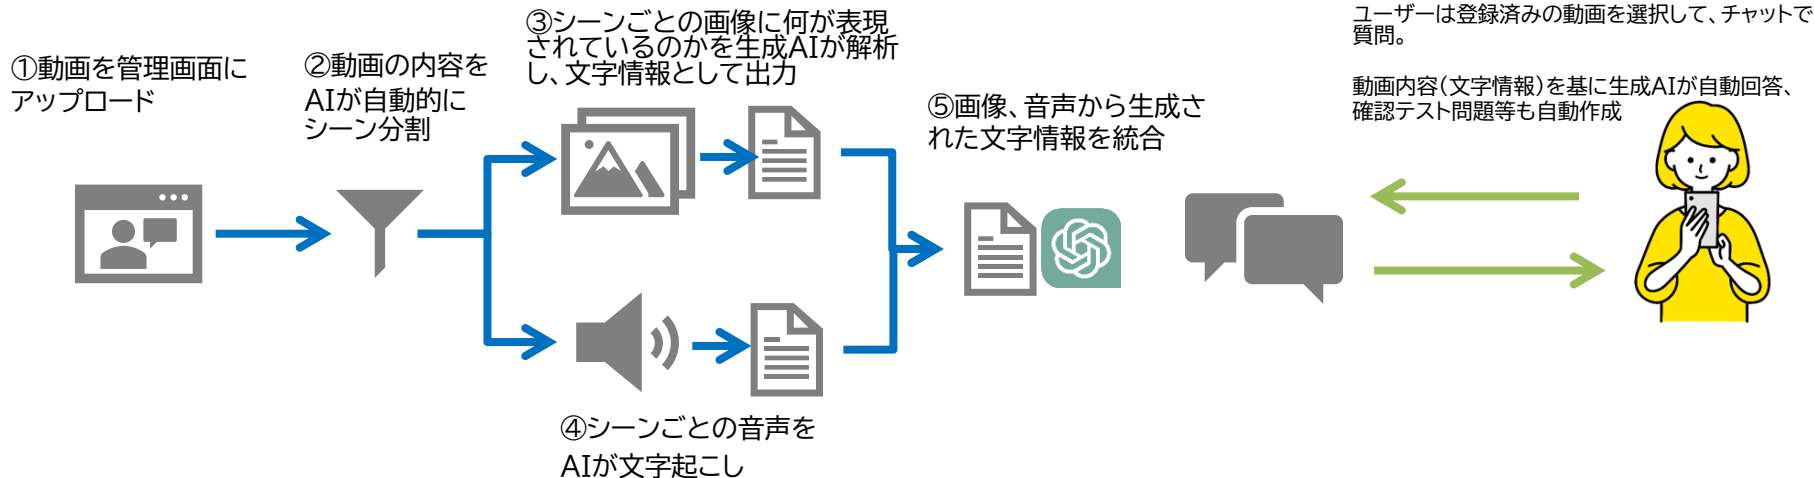 ①動画を管理画面に
アップロード
②動画の内容を
AIが自動的に
シーン分割
③シーンごとの画像に何が表現
されているのかを生成AIが解析
し、文字情報として出力
④シーンごとの音声を
AIが文字起こし
⑤画像、音声から生成さ
れた文字情報を統合
ユーザーは登録済みの動画を選択して、チャットで
質問。
動画内容(文字情報)を基に生成AIが自動回答、
確認テスト問題等も自動作成